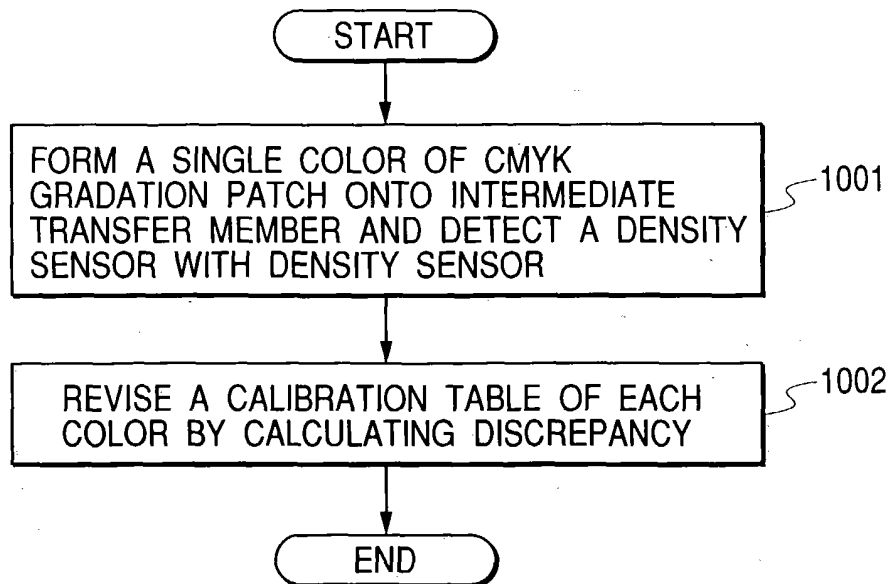 START
FORM A SINGLE COLOR OF CMYK
GRADATION PATCH ONTO INTERMEDIATE
TRANSFER MEMBER AND DETECT A DENSITY
SENSOR WITH DENSITY SENSOR
1001
REVISE A CALIBRATION TABLE OF EACH
COLOR BY CALCULATING DISCREPANCY
1002
END